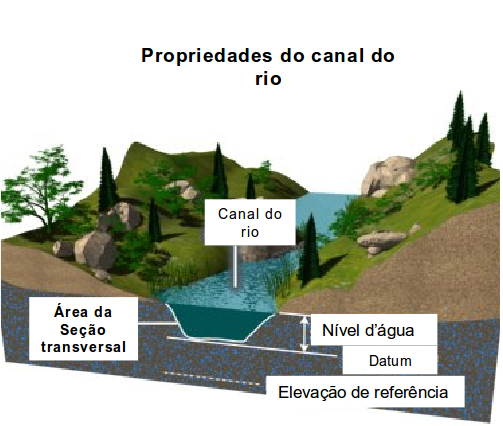 Propriedades do canal do
rio
Canal do
rio
Área da
Seção
transversal
Nível d'água
Datum
Elevação de referência